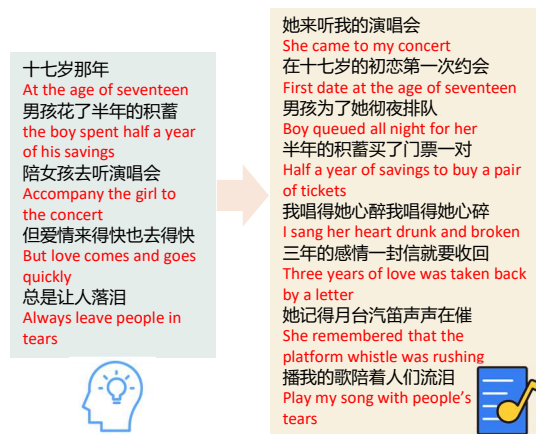 十七岁那年
At the age of seventeen
男孩花了半年的积蓄
the boy spent half a year
of his savings
陪女孩去听演唱会
Accompany the girl to
the concert
但爱情来得快也去得快
But love comes and goes
quickly
总是让人落泪
Always leave people in
tears
她来听我的演唱会
She came to my concert
在十七岁的初恋第一次约会
First date at the age of seventeen
男孩为了她彻夜排队
Boy queued all night for her
半年的积蓄买了门票一对
Half a year of savings to buy a pair
of tickets
我唱得她心醉我唱得她心碎
I sang her heart drunk and broken
三年的感情一封信就要收回
Three years of love was taken back
by a letter
她记得月台汽笛声声在催
She remembered that the
platform whistle was rushing
播我的歌陪着人们流泪
Play my song with people's
tears